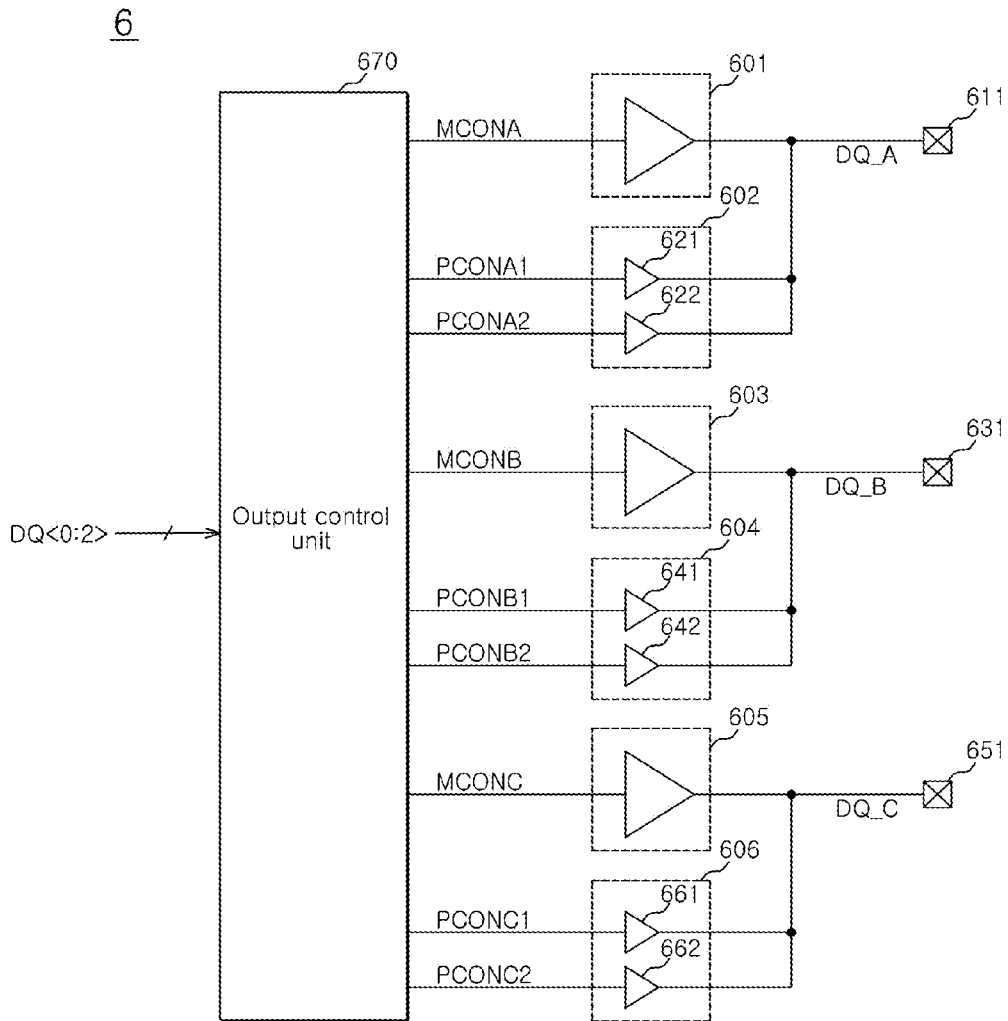 6
670
601
611
MCONA
DQ_A
602
621
PCONA1
622
PCONA2
603
631
MCONB
DQ_B
DQ<0:2>
Output control
unit
604
641
PCONB1
642
PCONB2
605
651
MCONC
DQ_C
606
661
PCONC1
662
PCONC2